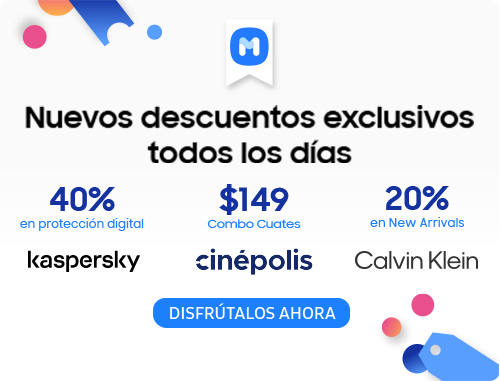 M
Nuevos descuentos exclusivos
todos los días
40%
en protección digital
kaspersky
$149
Combo Cuates
cinépolis
20%
en New Arrivals
Calvin Klein
DISFRÚTALOS AHORA